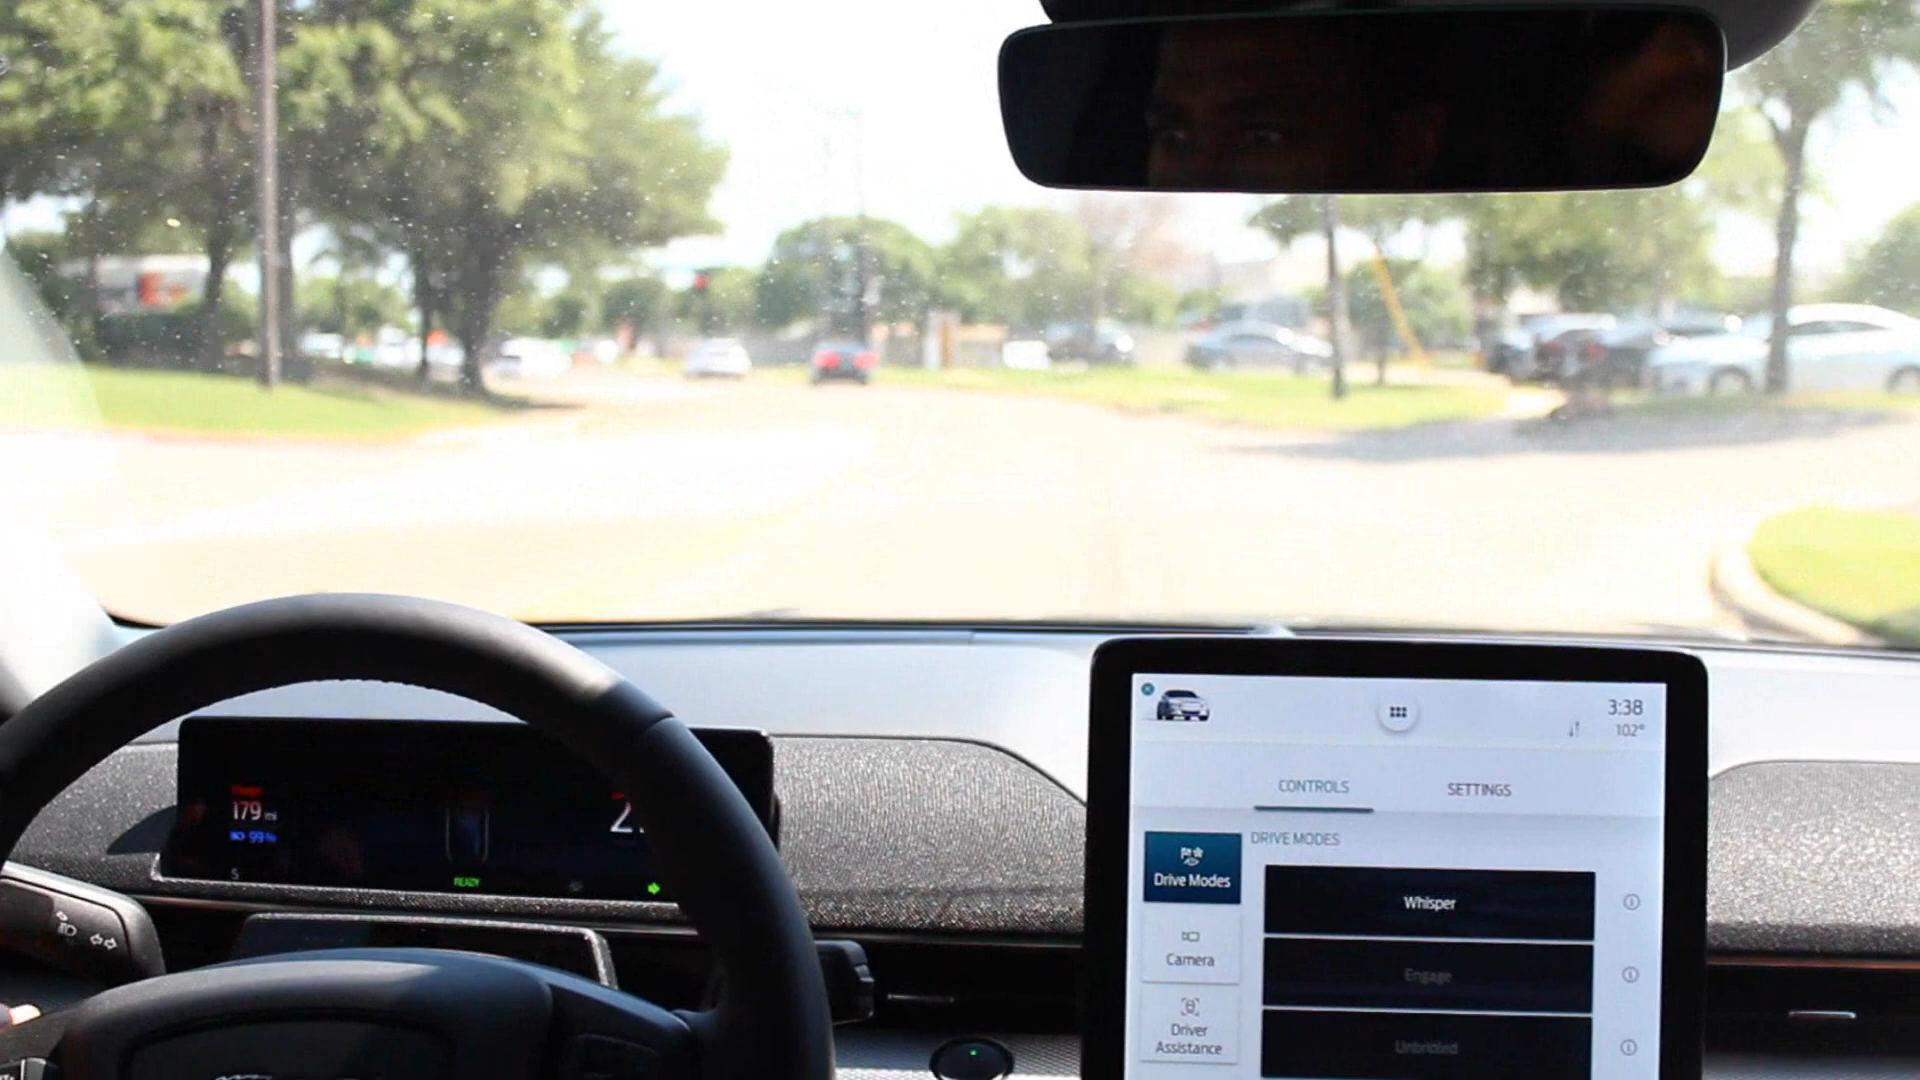 3:38
102°
CONTROLS SETTINGS
DRIVE MODES
Drive Modes
Whisper
Camera
Engage
Driver
Assistance
Unbridled
179 mi
99%
S
READY